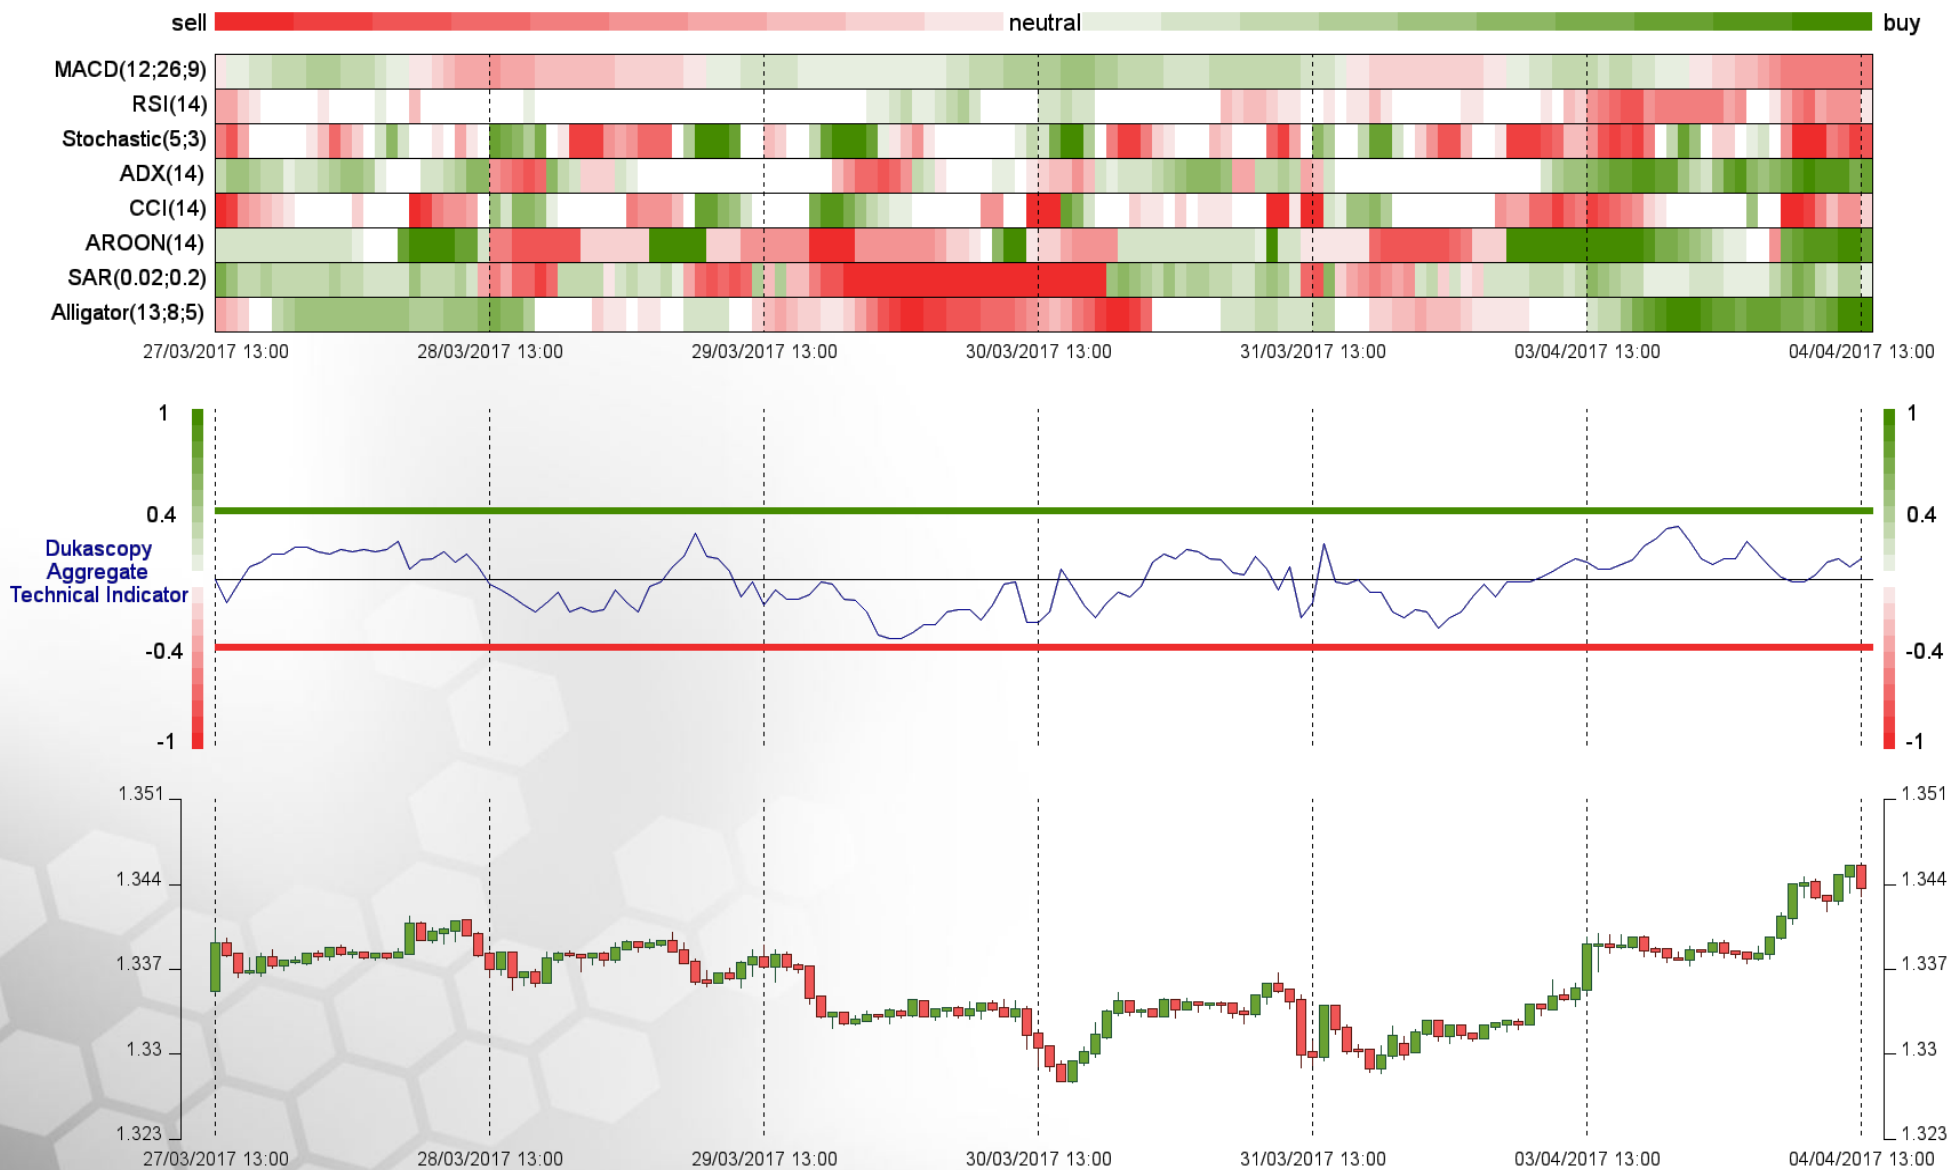 sell neutral buy
MACD(12;26;9)
RSI(14)
Stochastic(5;3)
ADX(14)
CCI(14)
AROON(14)
SAR(0.02;0.2)
Alligator(13;8;5)
27/03/2017 13:00 28/03/2017 13:00 29/03/2017 13:00 30/03/2017 13:00 31/03/2017 13:00 03/04/2017 13:00 04/04/2017 13:00
1 1
0.4 0.4
Dukascopy
Aggregate
Technical Indicator
-0.4 -0.4
-1 -1
1.351 1.351
1.344 1.344
1.337 1.337
1.33 1.33
1.323 1.323
27/03/2017 13:00 28/03/2017 13:00 29/03/2017 13:00 30/03/2017 13:00 31/03/2017 13:00 03/04/2017 13:00 04/04/2017 13:00